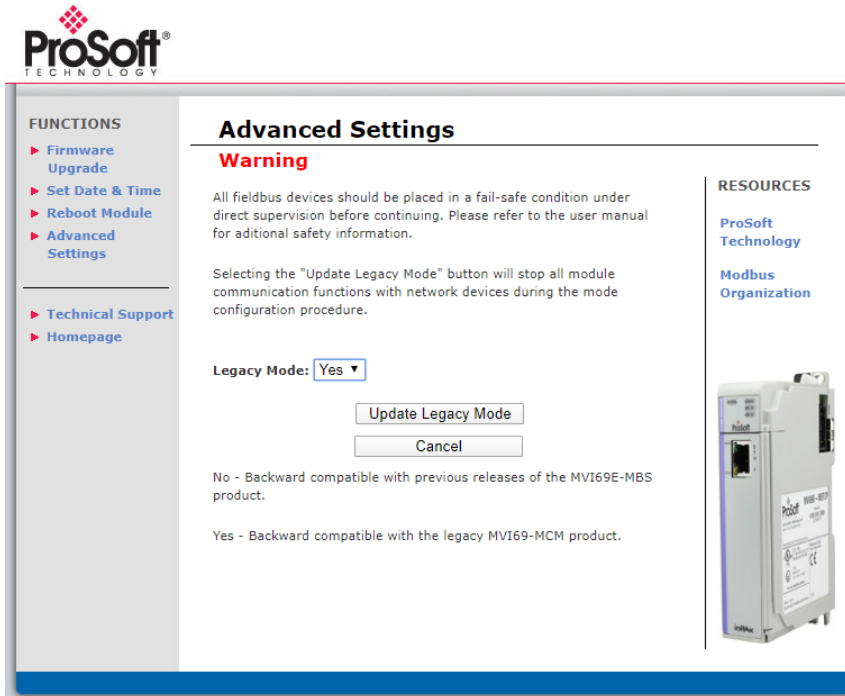 ProSoft®
TECHNOLOGY
FUNCTIONS
Firmware
Upgrade
Set Date & Time
Reboot Module
Advanced
Settings
Technical Support
Homepage
Advanced Settings
Warning
All fieldbus devices should be placed in a fail-safe condition under
direct supervision before continuing. Please refer to the user manual
for aditional safety information.
Selecting the "Update Legacy Mode" button will stop all module
communication functions with network devices during the mode
configuration procedure.
Legacy Mode: Yes
Update Legacy Mode
Cancel
No - Backward compatible with previous releases of the MVI69E-MBS
product.
Yes - Backward compatible with the legacy MVI69-MCM product.
RESOURCES
ProSoft
Technology
Modbus
Organization
ProSoft
ProSoft
CE
inRAx